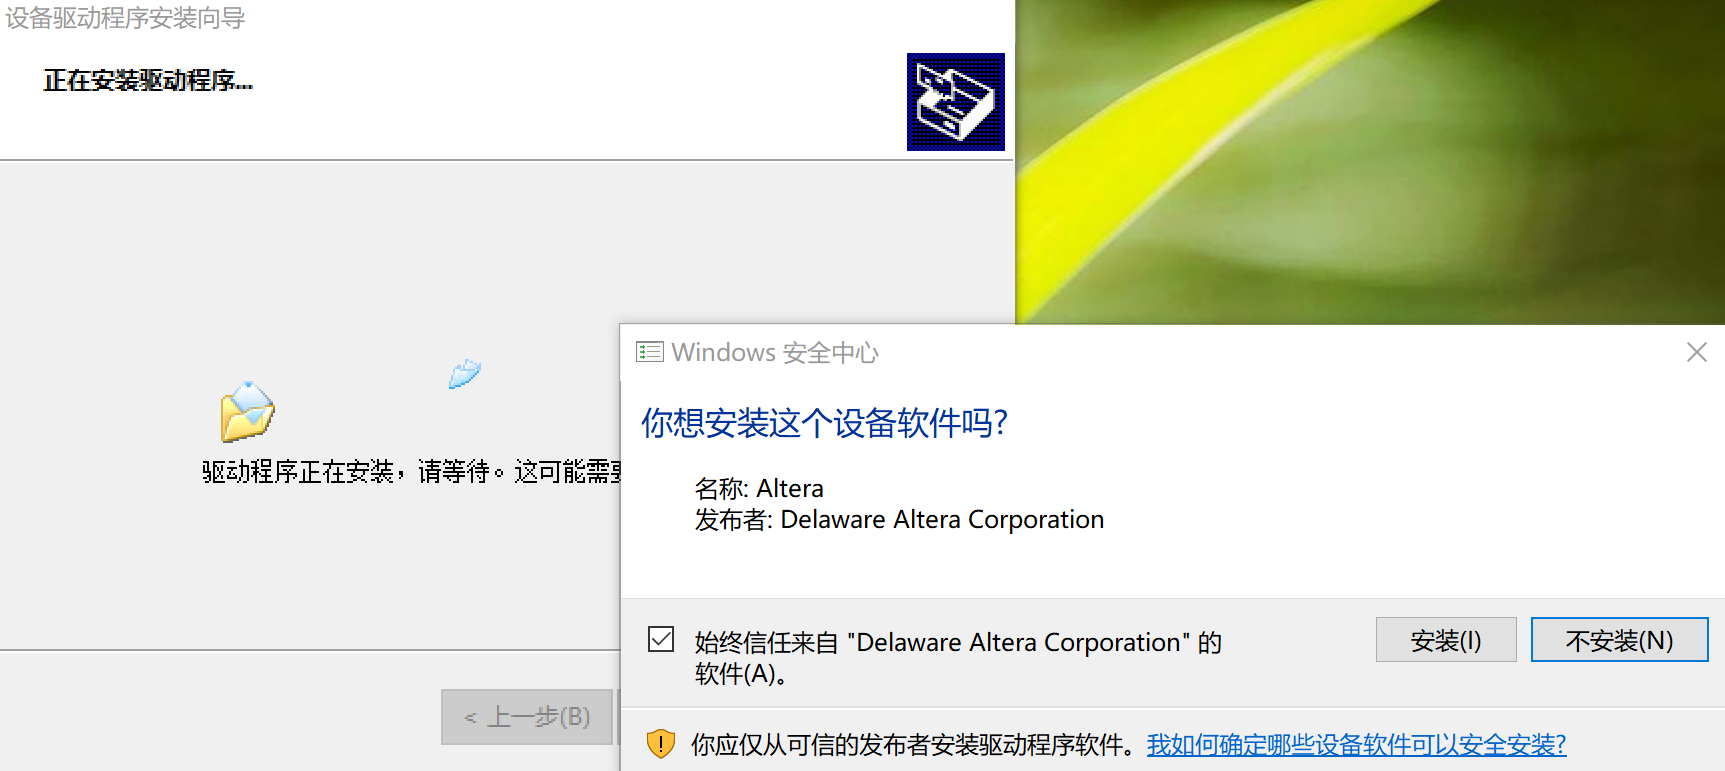 设备驱动程序安装向导
正在安装驱动程序...
驱动程序正在安装，请等待。这可能需
< 上一步(B)
Windows 安全中心
你想安装这个设备软件吗?
名称: Altera
发布者: Delaware Altera Corporation
始终信任来自 "Delaware Altera Corporation" 的
软件(A)。
安装(I)
不安装(N)
你应仅从可信的发布者安装驱动程序软件。我如何确定哪些设备软件可以安全安装?